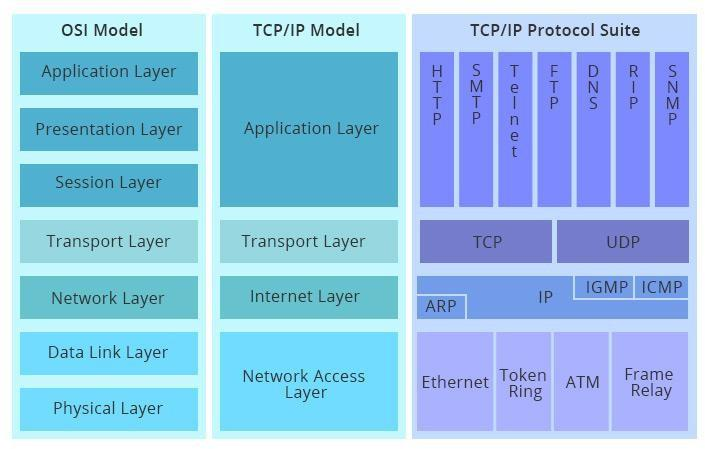 OSI Model
Application Layer
Presentation Layer
Session Layer
Transport Layer
Network Layer
Data Link Layer
Physical Layer
TCP/IP Model
Application Layer
Transport Layer
Internet Layer
Network Access
Layer
TCP/IP Protocol Suite
HTTP
SMTP
Telnet
FTP
DNS
RIP
SNMP
TCP
UDP
ARP
IP
IGMP
ICMP
Ethernet
Token
Ring
ATM
Frame
Relay